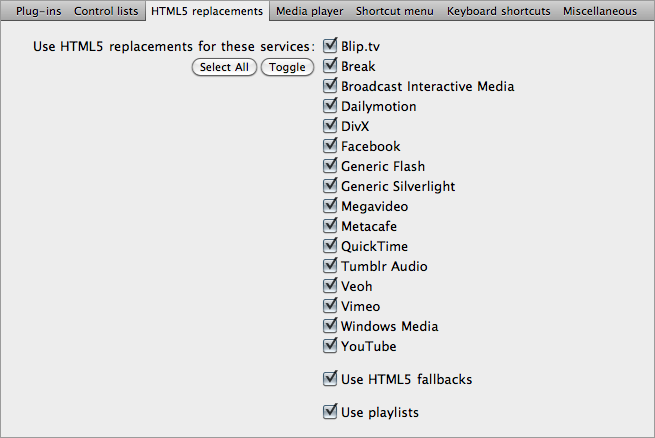 Plug-ins Control lists HTML5 replacements Media player Shortcut menu Keyboard shortcuts Miscellaneous
Use HTML5 replacements for these services: Blip.tv
Select All Toggle Break
Broadcast Interactive Media
Dailymotion
DivX
Facebook
Generic Flash
Generic Silverlight
Megavideo
Metacafe
QuickTime
Tumblr Audio
Veoh
Vimeo
Windows Media
YouTube
Use HTML5 fallbacks
Use playlists